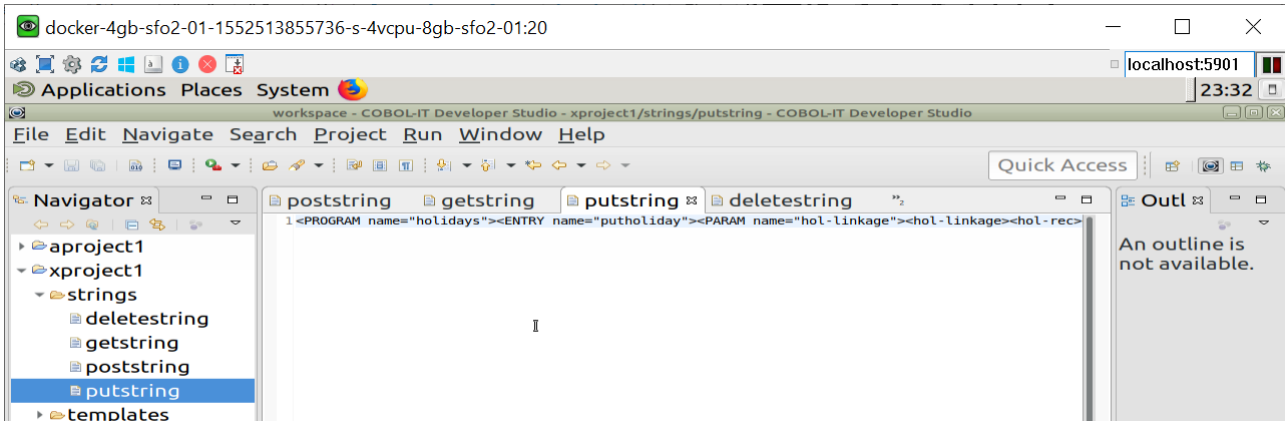 docker-4gb-sfo2-01-1552513855736-s-4vcpu-8gb-sfo2-01:20
localhost:5901
Applications Places System
23:32
workspace - COBOL-IT Developer Studio - xproject1/strings/putstring - COBOL-IT Developer Studio
File Edit Navigate Search Project Run Window Help
Quick Access
Navigator
poststring getstring putstring deletestring »2
Outl
1 <PROGRAM name="holidays"><ENTRY name="putholiday"><PARAM name="hol-linkage"><hol-linkage><hol-rec>
aproject1
An outline is
not available.
xproject1
strings
deletestring
getstring
poststring
putstring
templates